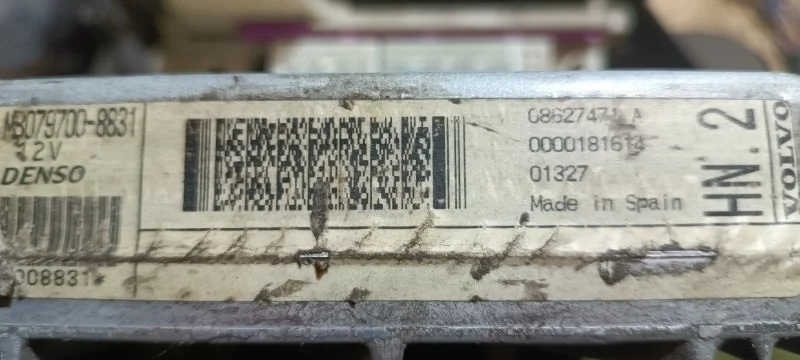 MB079700-8831
12V
DENSO
008831
08627471 A
0000181614
01327
Made in Spain
HN.2
VOLVO